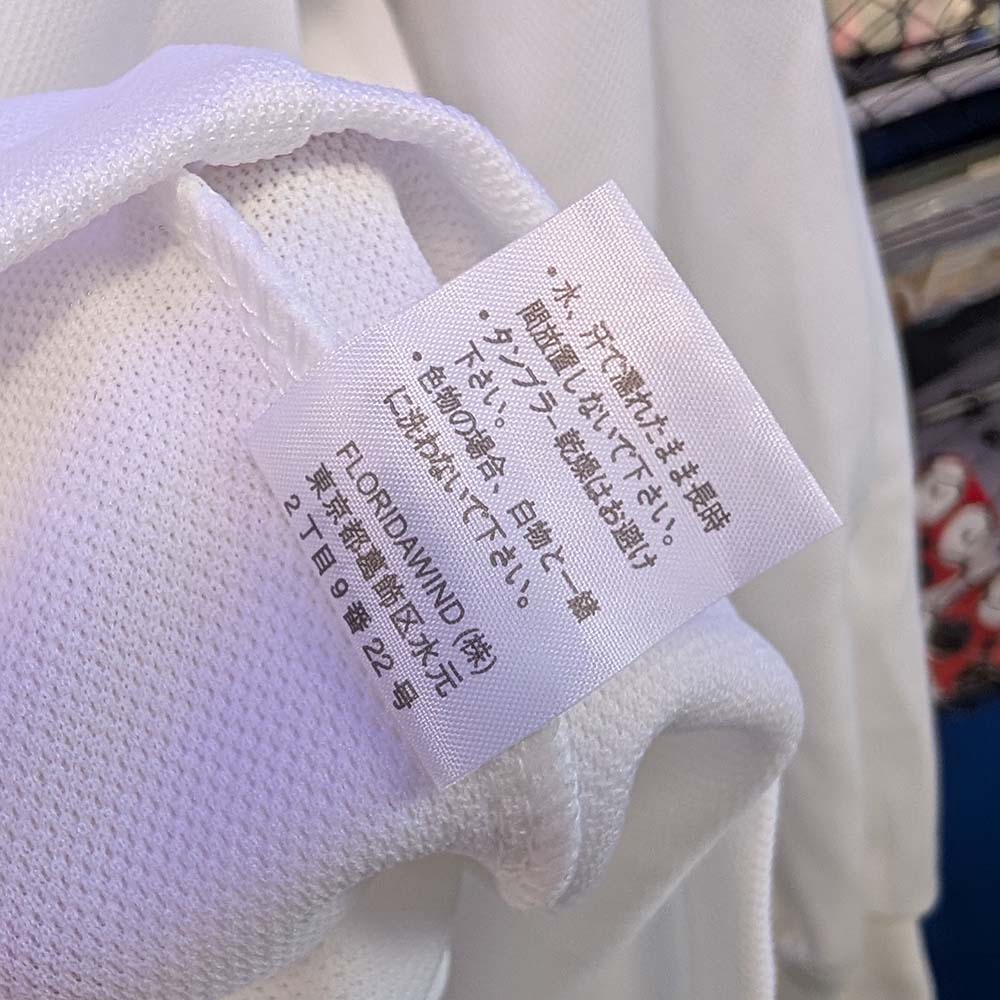 ・水、汗で濡れたまま長時
間放置しないで下さい。
・タンブラー乾燥はお避け
下さい。
・色物の場合、白物と一緒
に洗わないで下さい。
FLORIDAWIND (株)
東京都葛飾区水元
2丁目9番22号